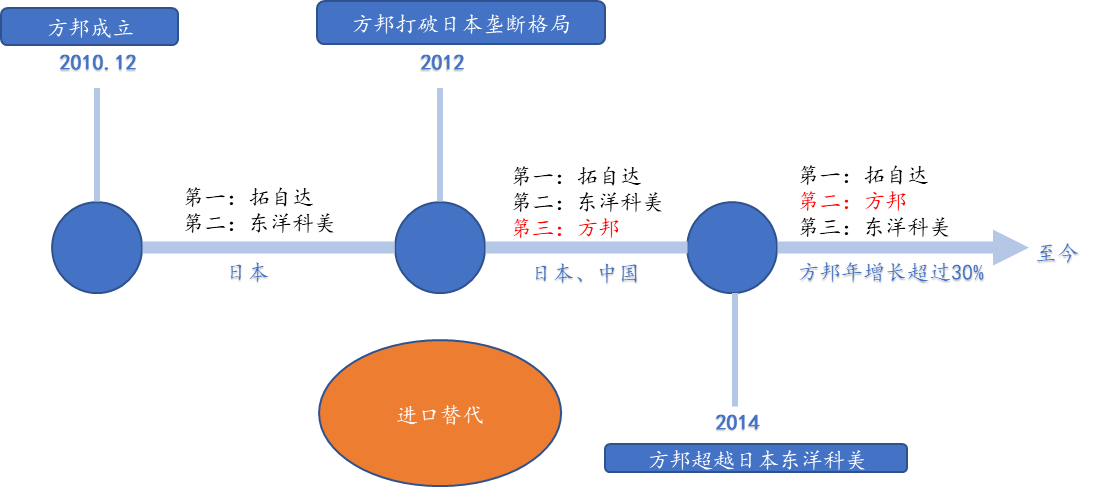 方邦成立
2010.12
方邦打破日本垄断格局
2012
第一：拓自达
第二：东洋科美
日本
第一：拓自达
第二：东洋科美
第三：方邦
日本、中国
第一：拓自达
第二：方邦
第三：东洋科美
方邦年增长超过30%
至今
进口替代
2014
方邦超越日本东洋科美